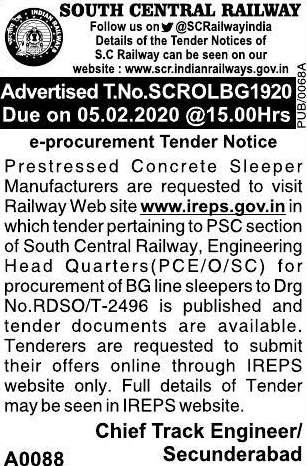 SOUTH CENTRAL RAILWAY
Follow us on @SCRailwayindia
Details of the Tender Notices of
S.C Railway can be seen on our
website : www.scr.indianrailways.gov.in
Advertised T.No.SCROLBG1920
Due on 05.02.2020 @15.00Hrs
PUB/0068A
e-procurement Tender Notice
Prestressed Concrete Sleeper
Manufacturers are requested to visit
Railway Web site www.ireps.gov.in in
which tender pertaining to PSC section
of South Central Railway, Engineering
Head Quarters(PCE/O/SC) for
procurement of BG line sleepers to Drg
No.RDSO/T-2496 is published and
tender documents are available.
Tenderers are requested to submit
their offers online through IREPS
website only. Full details of Tender
may be seen in IREPS website.
Chief Track Engineer/
A0088 Secunderabad